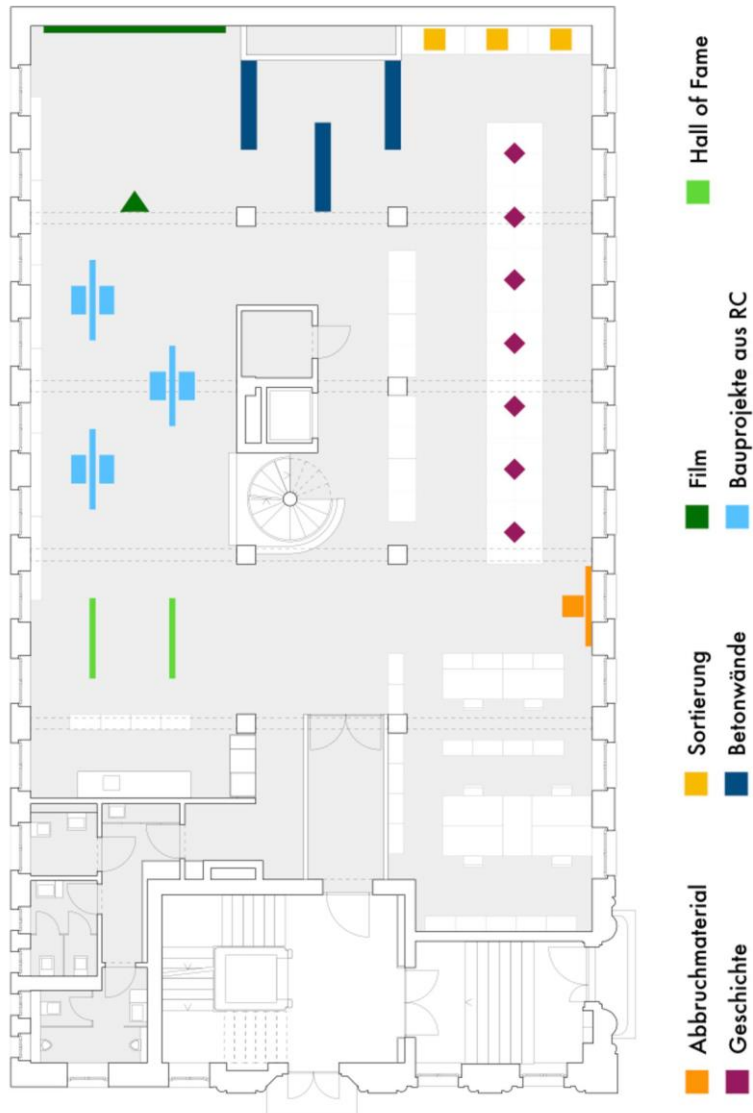 Abbruchmaterial
Sortierung
Film
Hall of Fame
Geschichte
Betonwände
Bauprojekte aus RC